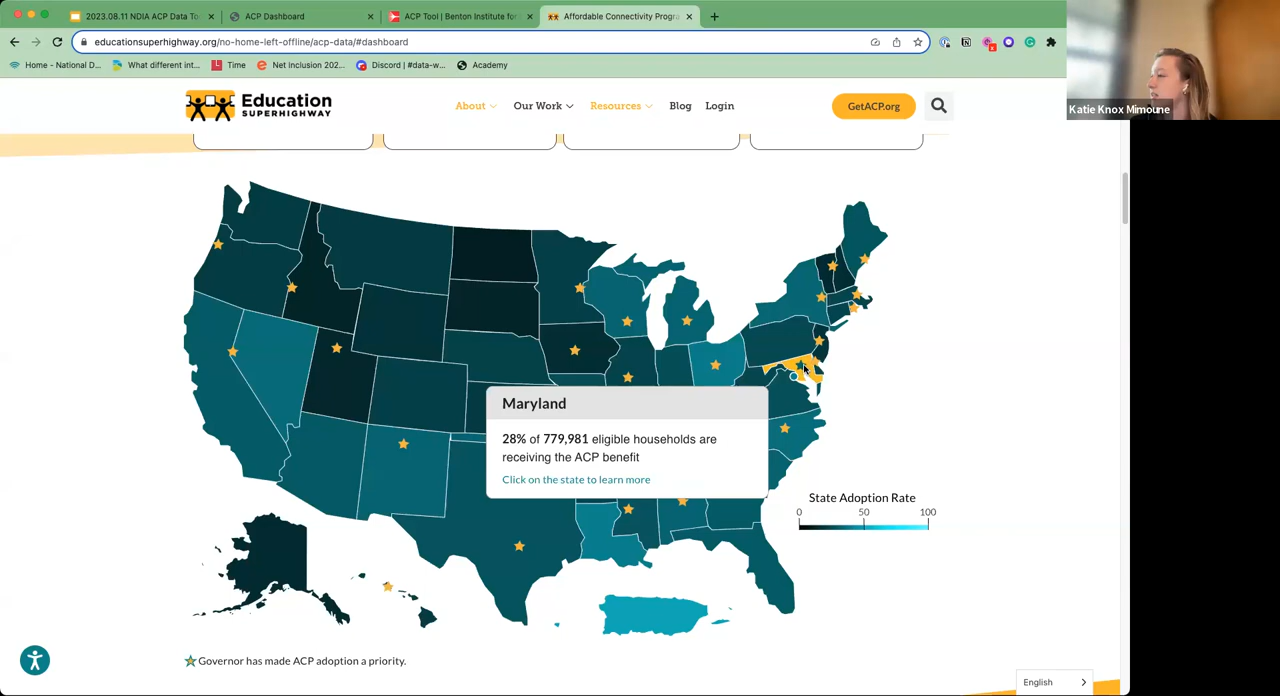 2023.08.11 NDIA ACP Data To
ACP Dashboard
ACP Tool | Benton Institute for
Affordable Connectivity Progra
educationsuperhighway.org/no-home-left-offline/acp-data/#dashboard
Home - National D...
What different int...
Time
Net Inclusion 202...
Discord | #data-w...
Academy
Katie Knox Mimoune
Education
SUPERHIGHWAY
About
Our Work
Resources
Blog
Login
GetACP.org
Maryland
28% of 779,981 eligible households are
receiving the ACP benefit
Click on the state to learn more
State Adoption Rate
0 50 100
Governor has made ACP adoption a priority.
English